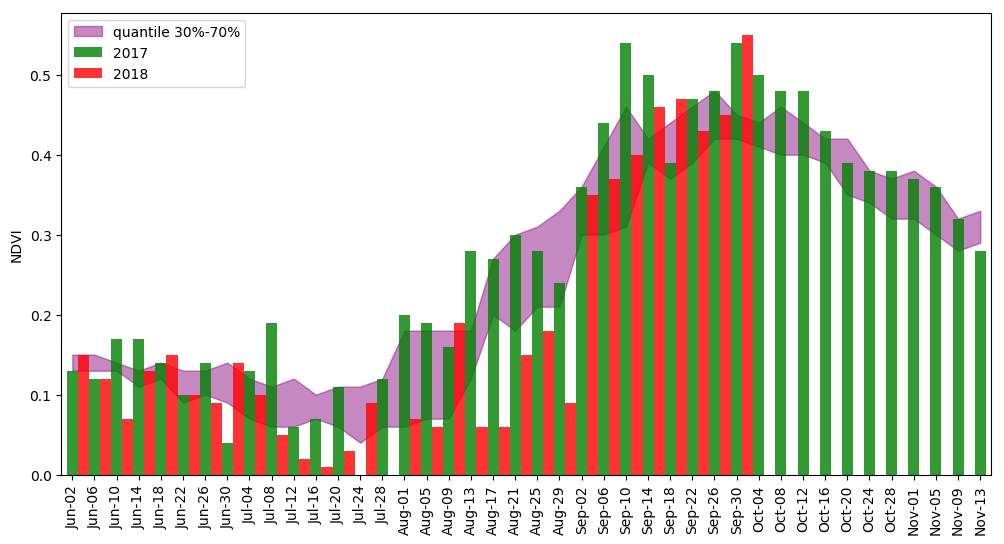 quantile 30%-70%
2017
2018
NDVI
0.5
0.4
0.3
0.2
0.1
0.0
Jun-02
Jun-06
Jun-10
Jun-14
Jun-18
Jun-22
Jun-26
Jun-30
Jul-04
Jul-08
Jul-12
Jul-16
Jul-20
Jul-24
Jul-28
Aug-01
Aug-05
Aug-09
Aug-13
Aug-17
Aug-21
Aug-25
Aug-29
Sep-02
Sep-06
Sep-10
Sep-14
Sep-18
Sep-22
Sep-26
Sep-30
Oct-04
Oct-08
Oct-12
Oct-16
Oct-20
Oct-24
Oct-28
Nov-01
Nov-05
Nov-09
Nov-13